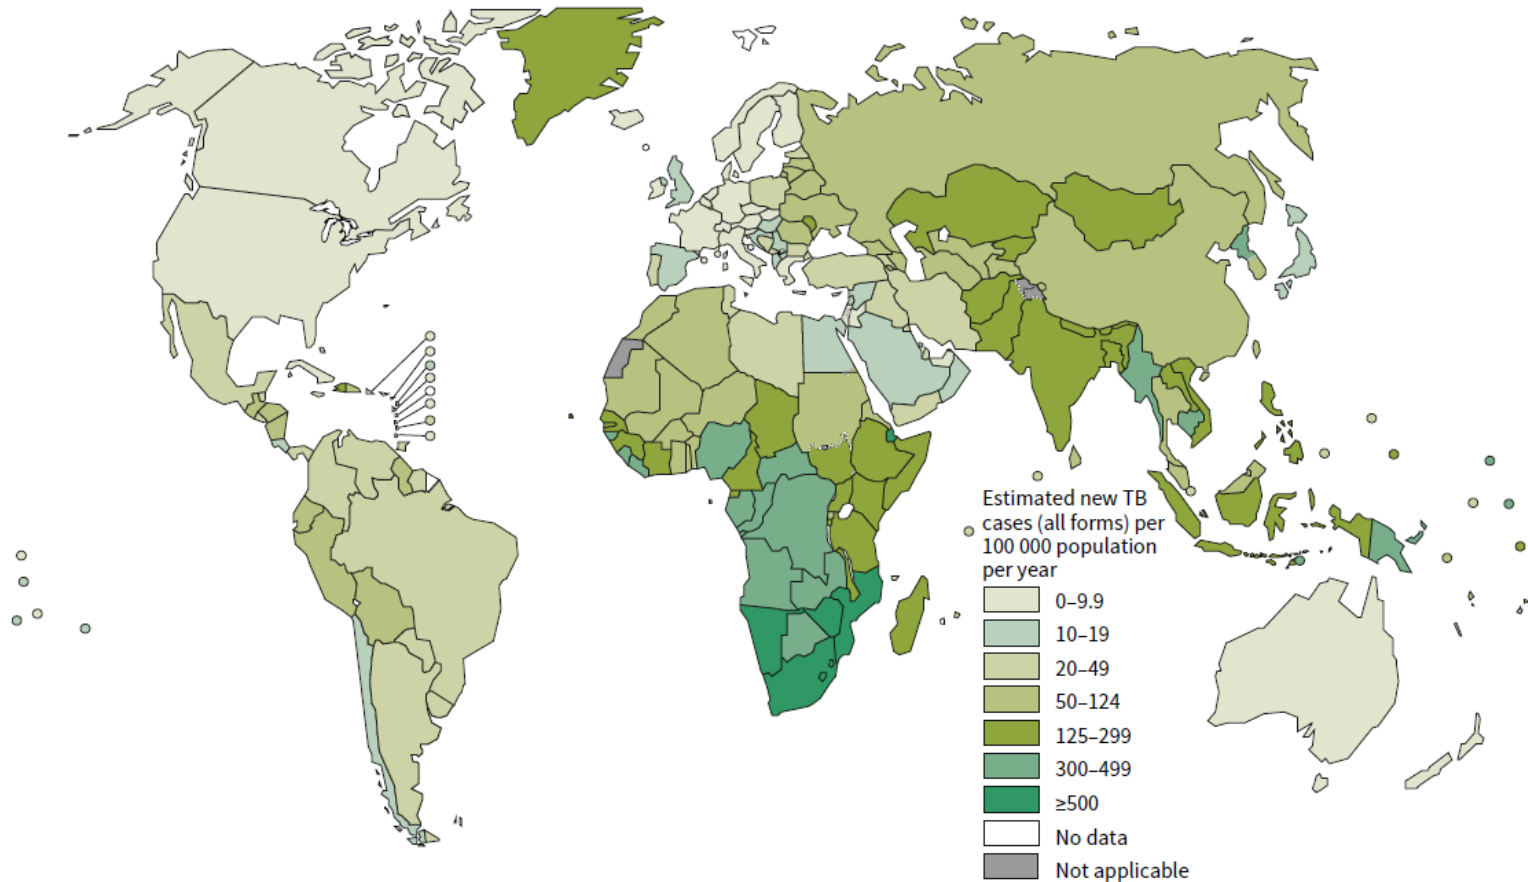 Estimated new TB
cases (all forms) per
100 000 population
per year
0–9.9
10–19
20–49
50–124
125–299
300–499
≥500
No data
Not applicable